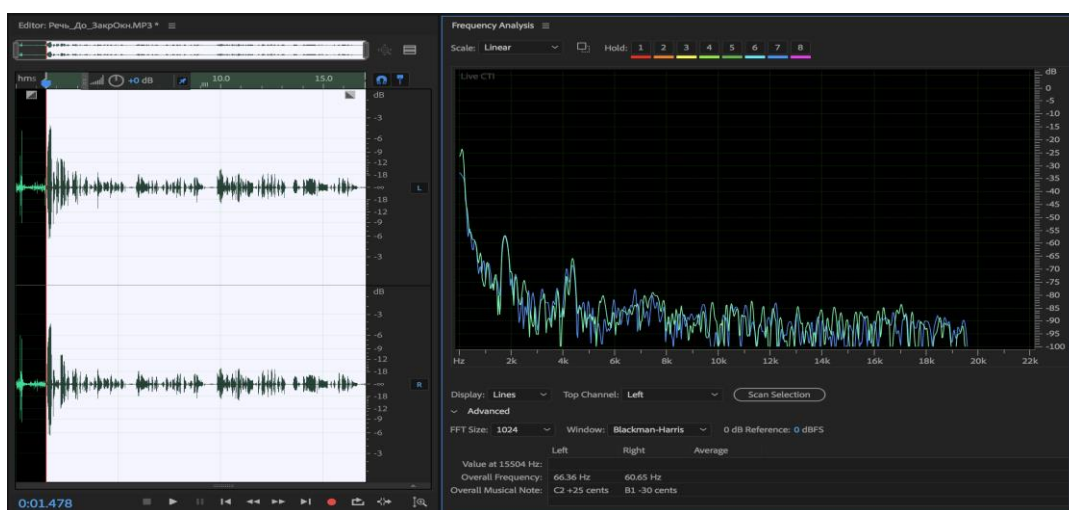 Editor: Речь_До_ЗакрОкн.MP3 *
hms
+0 dB
10.0
15.0
dB
-3
-6
-9
-12
-18
-∞
-18
-12
-9
-6
-3
L
dB
-3
-6
-9
-12
-18
-∞
-18
-12
-9
-6
-3
R
0:01.478
Frequency Analysis
Scale: Linear
Hold: 1 2 3 4 5 6 7 8
Live CTI
dB
0
-5
-10
-15
-20
-25
-30
-35
-40
-45
-50
-55
-60
-65
-70
-75
-80
-85
-90
-95
-100
Hz 2k 4k 6k 8k 10k 12k 14k 16k 18k 20k 22k
Display: Lines Top Channel: Left Scan Selection
Advanced
FFT Size: 1024 Window: Blackman-Harris 0 dB Reference: 0 dBFS
Left Right Average
Value at 15504 Hz:
Overall Frequency: 66.36 Hz 60.65 Hz
Overall Musical Note: C2 +25 cents B1 -30 cents